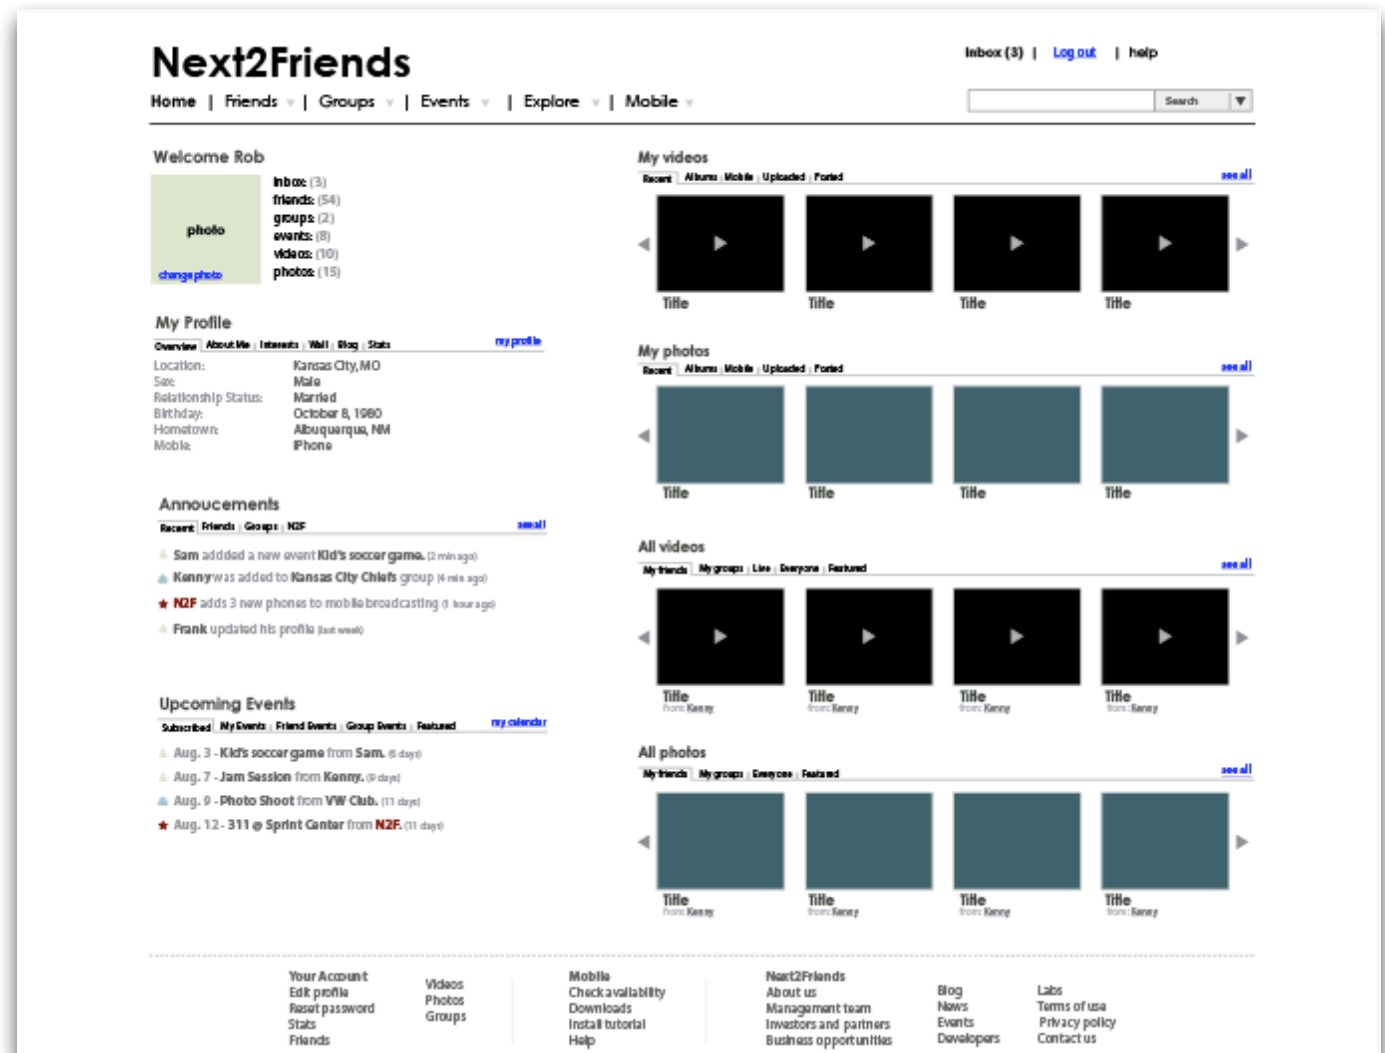 Next2Friends
Inbox (3) | Log out | help
Home | Friends | Groups | Events | Explore | Mobile
Search
Welcome Rob
photo
change photo
inbox: (3)
friends: (54)
groups: (2)
events: (8)
videos: (10)
photos: (15)
My Profile
Overview | About Me | Interests | Wall | Blog | Stats
my profile
Location: Kansas City, MO
Sex: Male
Relationship Status: Married
Birthday: October 8, 1980
Hometown: Albuquerque, NM
Moble: iPhone
Annoucements
Recent | Friends | Groups | N2F
see all
Sam addded a new event Kid's soccer game. (2 min ago)
Kenny was added to Kansas City Chiefs group (4 min ago)
N2F adds 3 new phones to mobile broadcasting (1 hour ago)
Frank updated his profile (last week)
Upcoming Events
Subscribed | My Events | Friend Events | Group Events | Featured
my calendar
Aug. 3 - Kid's soccer game from Sam. (5 days)
Aug. 7 - Jam Session from Kenny. (9 days)
Aug. 9 - Photo Shoot from VW Club. (11 days)
Aug. 12 - 311 @ Sprint Center from N2F. (11 days)
My videos
Recent | Albums | Mobile | Uploaded | Posted
see all
Title Title Title Title
My photos
Recent | Albums | Mobile | Uploaded | Posted
see all
Title Title Title Title
All videos
My friends | My groups | Live | Everyone | Featured
see all
Title Title Title Title
from: Kenny from: Kenny from: Kenny from: Kenny
All photos
My friends | My groups | Everyone | Featured
see all
Title Title Title Title
from: Kenny from: Kenny from: Kenny from: Kenny
Your Account
Edit profile
Reset password
Stats
Friends
Videos
Photos
Groups
Mobile
Check availability
Downloads
Install tutorial
Help
Next2Friends
About us
Management team
Investors and partners
Business opportunities
Blog
News
Events
Developers
Labs
Terms of use
Privacy policy
Contact us